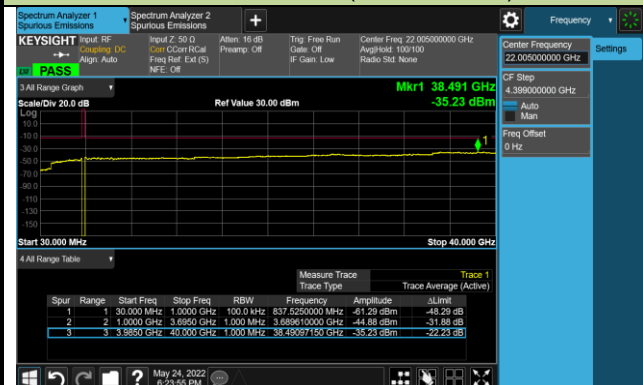 Spectrum Analyzer 1
Spurious Emissions
Spectrum Analyzer 2
Spurious Emissions
+
Frequency
KEYSIGHT
Input: RF
Coupling: DC
Align: Auto
Input Z: 50 Ω
Corr CCorr RCal
Freq Ref: Ext (S)
NFE: Off
Atten: 16 dB
Preamp: Off
Trig: Free Run
Gate: Off
IF Gain: Low
Center Freq: 22.005000000 GHz
Avg|Hold: 100/100
Radio Std: None
PASS
Center Frequency
22.005000000 GHz
Settings
CF Step
4.399000000 GHz
Auto
Man
Freq Offset
0 Hz
3 All Range Graph
Mkr1 38.491 GHz
Scale/Div 20.0 dB
Ref Value 30.00 dBm
-35.23 dBm
Log
10.0
-10.0
-30.0
-50.0
-70.0
-90.0
-110
-130
-150
1
Start 30.000 MHz
Stop 40.000 GHz
4 All Range Table
Measure Trace Trace 1
Trace Type Trace Average (Active)
Spur Range Start Freq Stop Freq RBW Frequency Amplitude ΔLimit
1 1 30.000 MHz 1.0000 GHz 100.0 kHz 837.5250000 MHz -61.29 dBm -48.29 dB
2 2 1.0000 GHz 3.6950 GHz 1.000 MHz 3.689610000 GHz -44.88 dBm -31.88 dB
3 3 3.9850 GHz 40.000 GHz 1.000 MHz 38.49097150 GHz -35.23 dBm -22.23 dB
?
May 24, 2022
6:23:55 PM